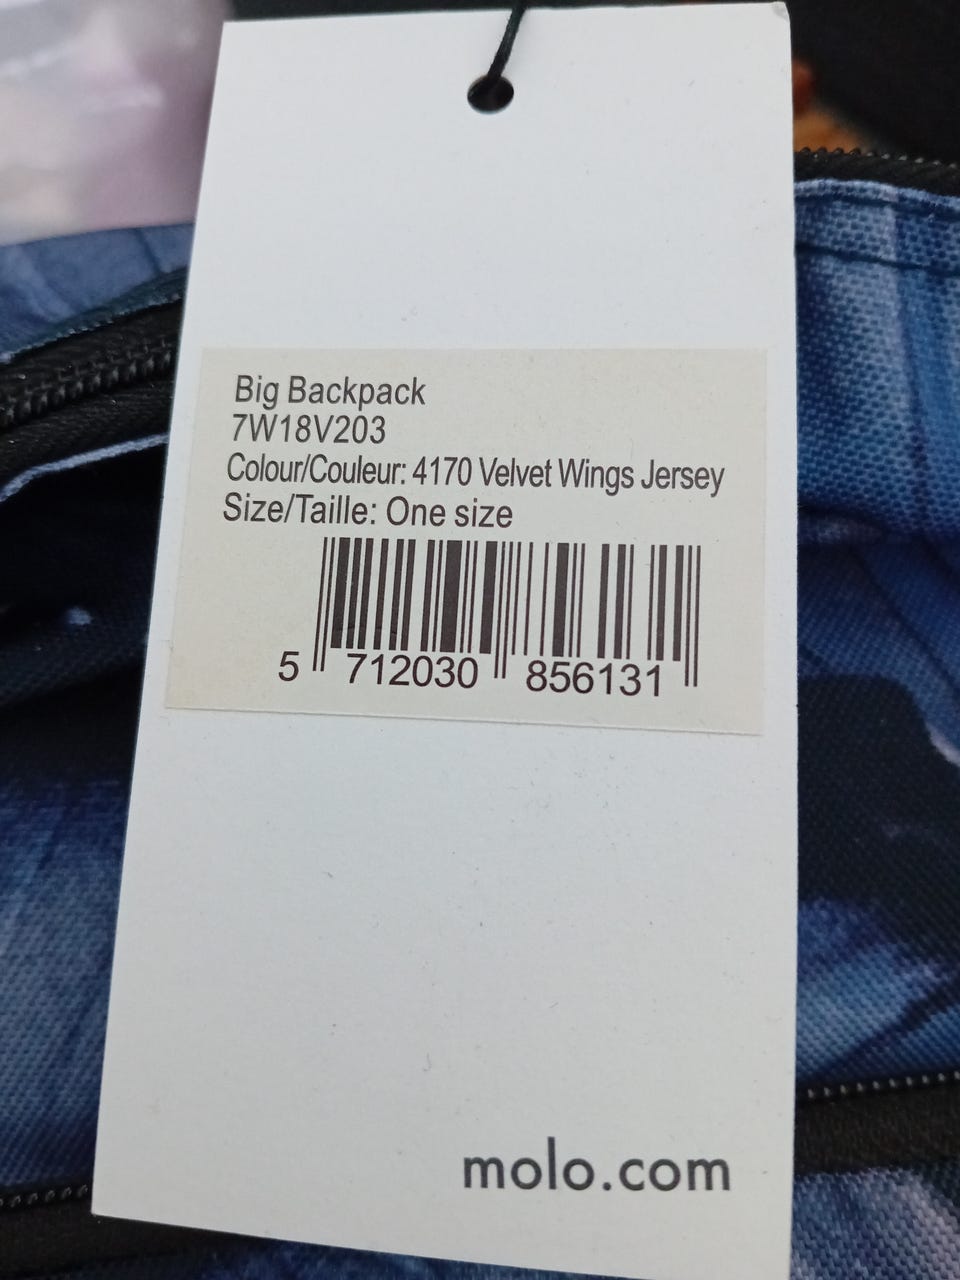 Big Backpack
7W18V203
Colour/Couleur: 4170 Velvet Wings Jersey
Size/Taille: One size
5 712030 856131
molo.com